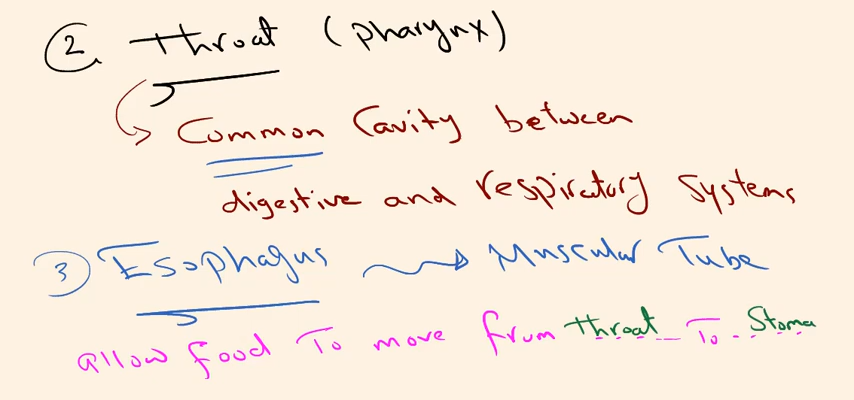 2 Throat (pharynx)
Common Cavity between
digestive and respiratory systems
3 Esophagus → Muscular Tube
allow food To move from throat To Stoma